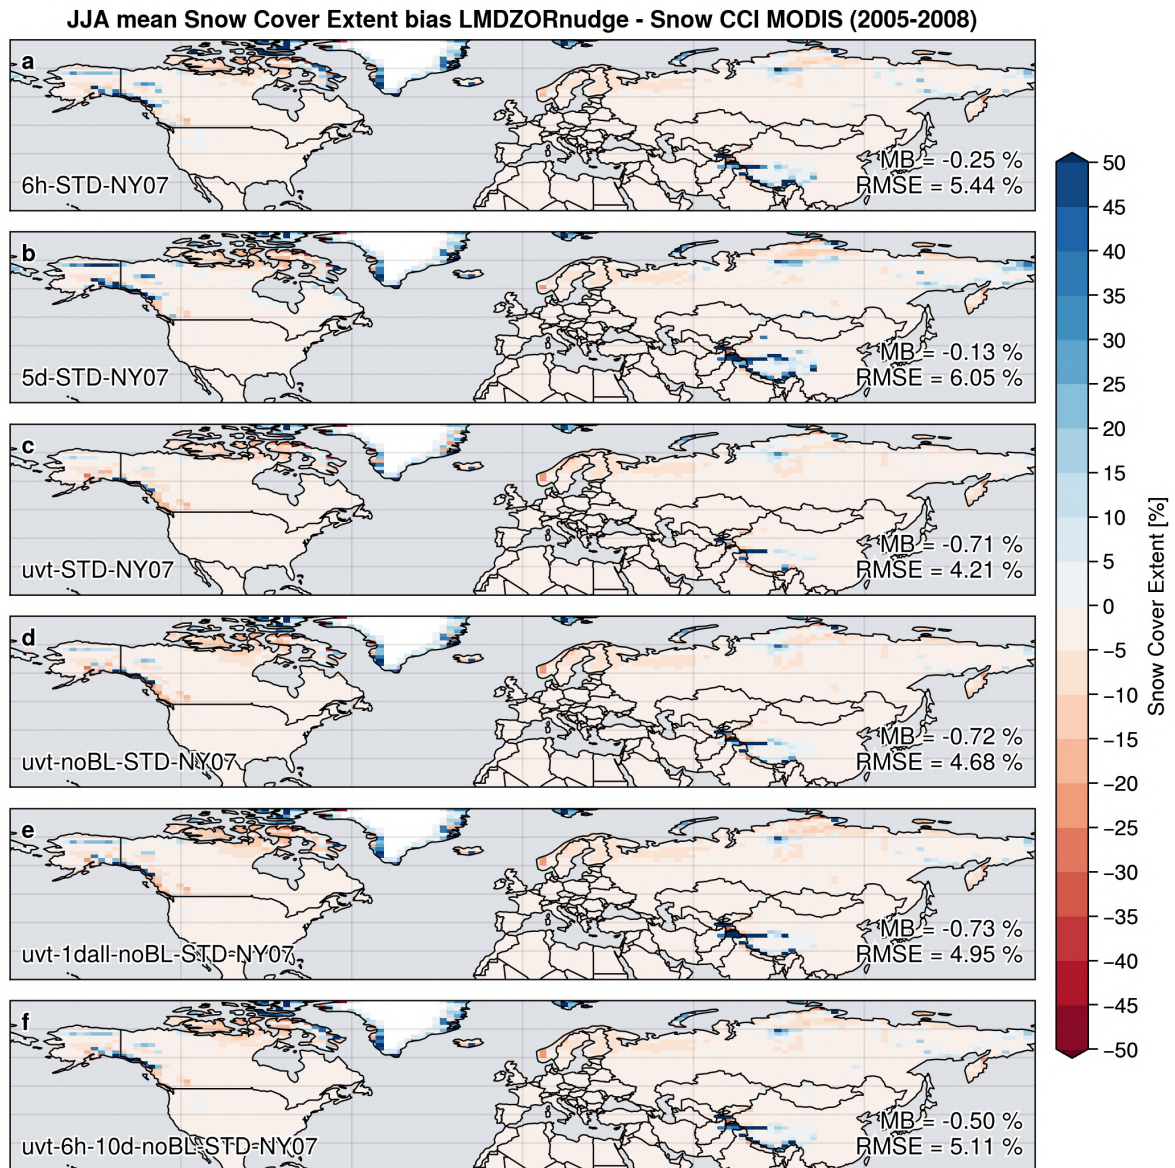 JJA mean Snow Cover Extent bias LMDZORnudge - Snow CCI MODIS (2005-2008)
a
6h-STD-NY07
MB = -0.25 %
RMSE = 5.44 %
b
5d-STD-NY07
MB = -0.13 %
RMSE = 6.05 %
c
uvt-STD-NY07
MB = -0.71 %
RMSE = 4.21 %
d
uvt-noBL-STD-NY07
MB = -0.72 %
RMSE = 4.68 %
e
uvt-1dall-noBL-STD-NY07
MB = -0.73 %
RMSE = 4.95 %
f
uvt-6h-10d-noBL-STD-NY07
MB = -0.50 %
RMSE = 5.11 %
50
45
40
35
30
25
20
15
10
5
0
−5
−10
−15
−20
−25
−30
−35
−40
−45
−50
Snow Cover Extent [%]